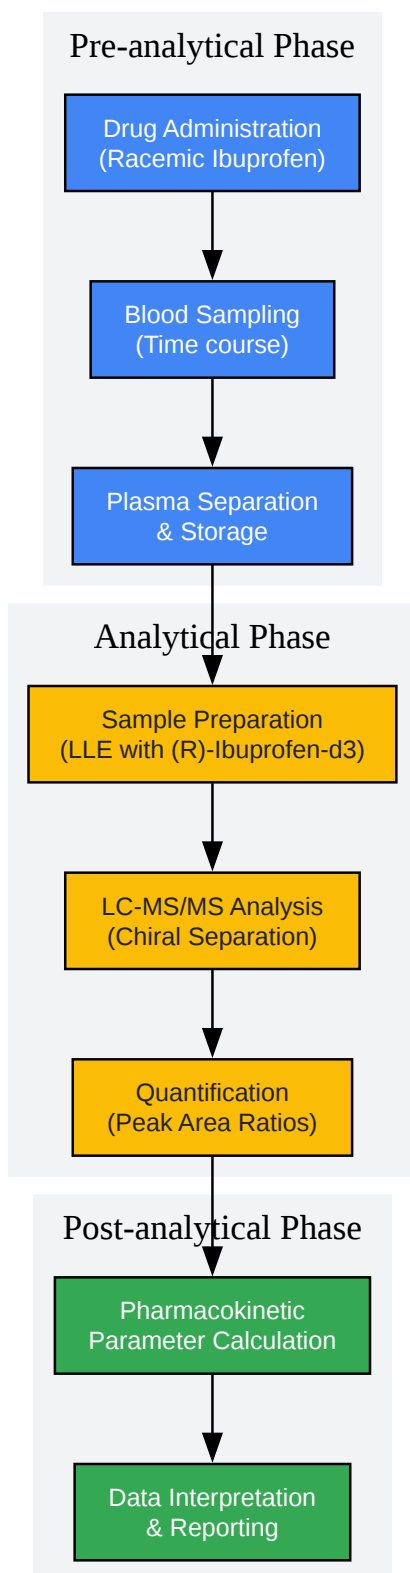 Pre-analytical Phase
Drug Administration
(Racemic Ibuprofen)
Blood Sampling
(Time course)
Plasma Separation
& Storage
Analytical Phase
Sample Preparation
(LLE with (R)-Ibuprofen-d3)
LC-MS/MS Analysis
(Chiral Separation)
Quantification
(Peak Area Ratios)
Post-analytical Phase
Pharmacokinetic
Parameter Calculation
Data Interpretation
& Reporting